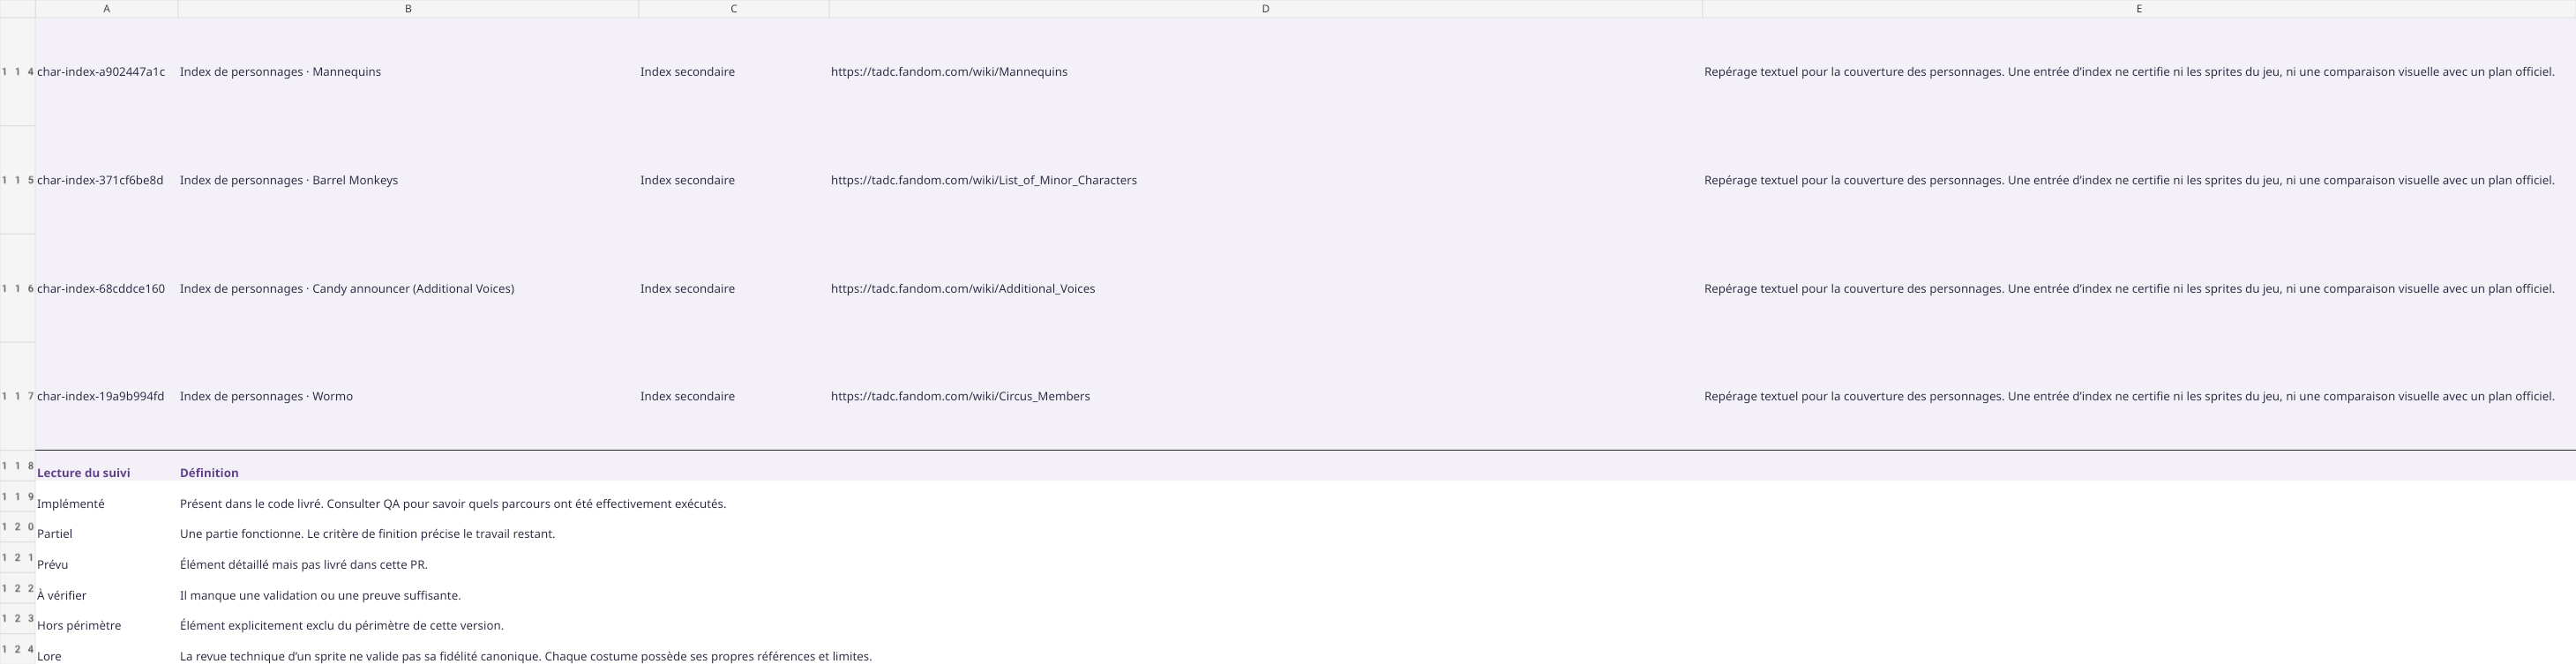 A B C D E
114 char-index-a902447a1c Index de personnages · Mannequins Index secondaire https://tadc.fandom.com/wiki/Mannequins Repérage textuel pour la couverture des personnages. Une entrée d’index ne certifie ni les sprites du jeu, ni une comparaison visuelle avec un plan officiel.
115 char-index-371cf6be8d Index de personnages · Barrel Monkeys Index secondaire https://tadc.fandom.com/wiki/List_of_Minor_Characters Repérage textuel pour la couverture des personnages. Une entrée d’index ne certifie ni les sprites du jeu, ni une comparaison visuelle avec un plan officiel.
116 char-index-68cddce160 Index de personnages · Candy announcer (Additional Voices) Index secondaire https://tadc.fandom.com/wiki/Additional_Voices Repérage textuel pour la couverture des personnages. Une entrée d’index ne certifie ni les sprites du jeu, ni une comparaison visuelle avec un plan officiel.
117 char-index-19a9b994fd Index de personnages · Wormo Index secondaire https://tadc.fandom.com/wiki/Circus_Members Repérage textuel pour la couverture des personnages. Une entrée d’index ne certifie ni les sprites du jeu, ni une comparaison visuelle avec un plan officiel.
118 Lecture du suivi Définition
119 Implémenté Présent dans le code livré. Consulter QA pour savoir quels parcours ont été effectivement exécutés.
120 Partiel Une partie fonctionne. Le critère de finition précise le travail restant.
121 Prévu Élément détaillé mais pas livré dans cette PR.
122 À vérifier Il manque une validation ou une preuve suffisante.
123 Hors périmètre Élément explicitement exclu du périmètre de cette version.
124 Lore La revue technique d’un sprite ne valide pas sa fidélité canonique. Chaque costume possède ses propres références et limites.